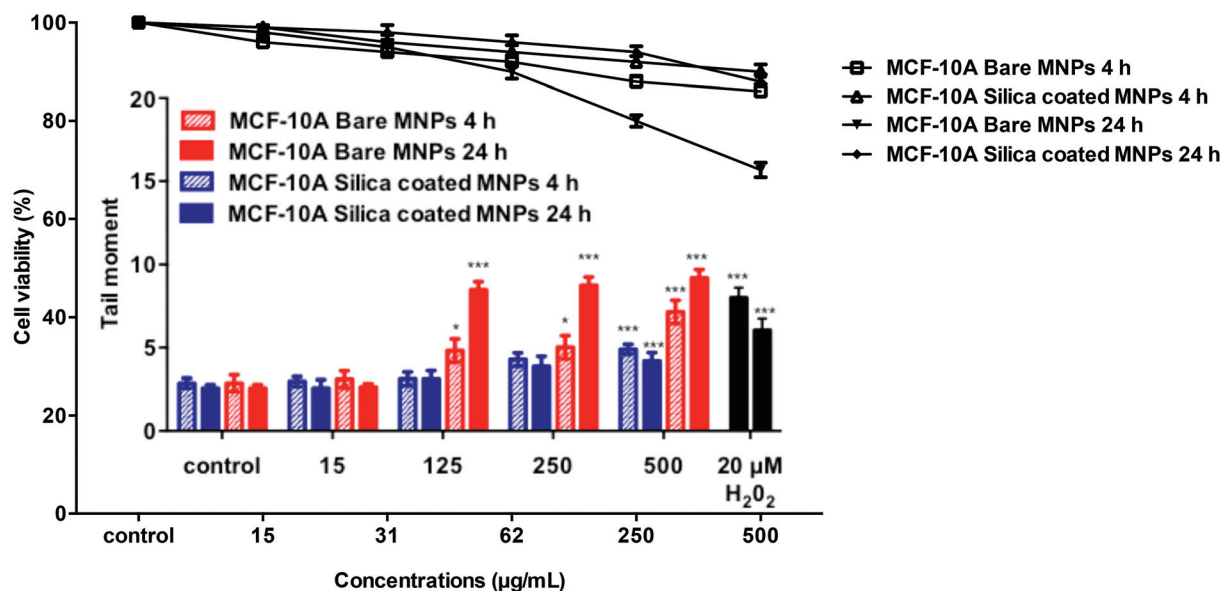 100
80
60
40
20
0
Cell viability (%)
control
15
31
62
250
500
Concentrations (µg/mL)
MCF-10A Bare MNPs 4 h
MCF-10A Silica coated MNPs 4 h
MCF-10A Bare MNPs 24 h
MCF-10A Silica coated MNPs 24 h
20
15
10
5
0
Tail moment
MCF-10A Bare MNPs 4 h
MCF-10A Bare MNPs 24 h
MCF-10A Silica coated MNPs 4 h
MCF-10A Silica coated MNPs 24 h
*
***
*
***
***
***
***
***
***
***
control
15
125
250
500
20 µM
H₂0₂